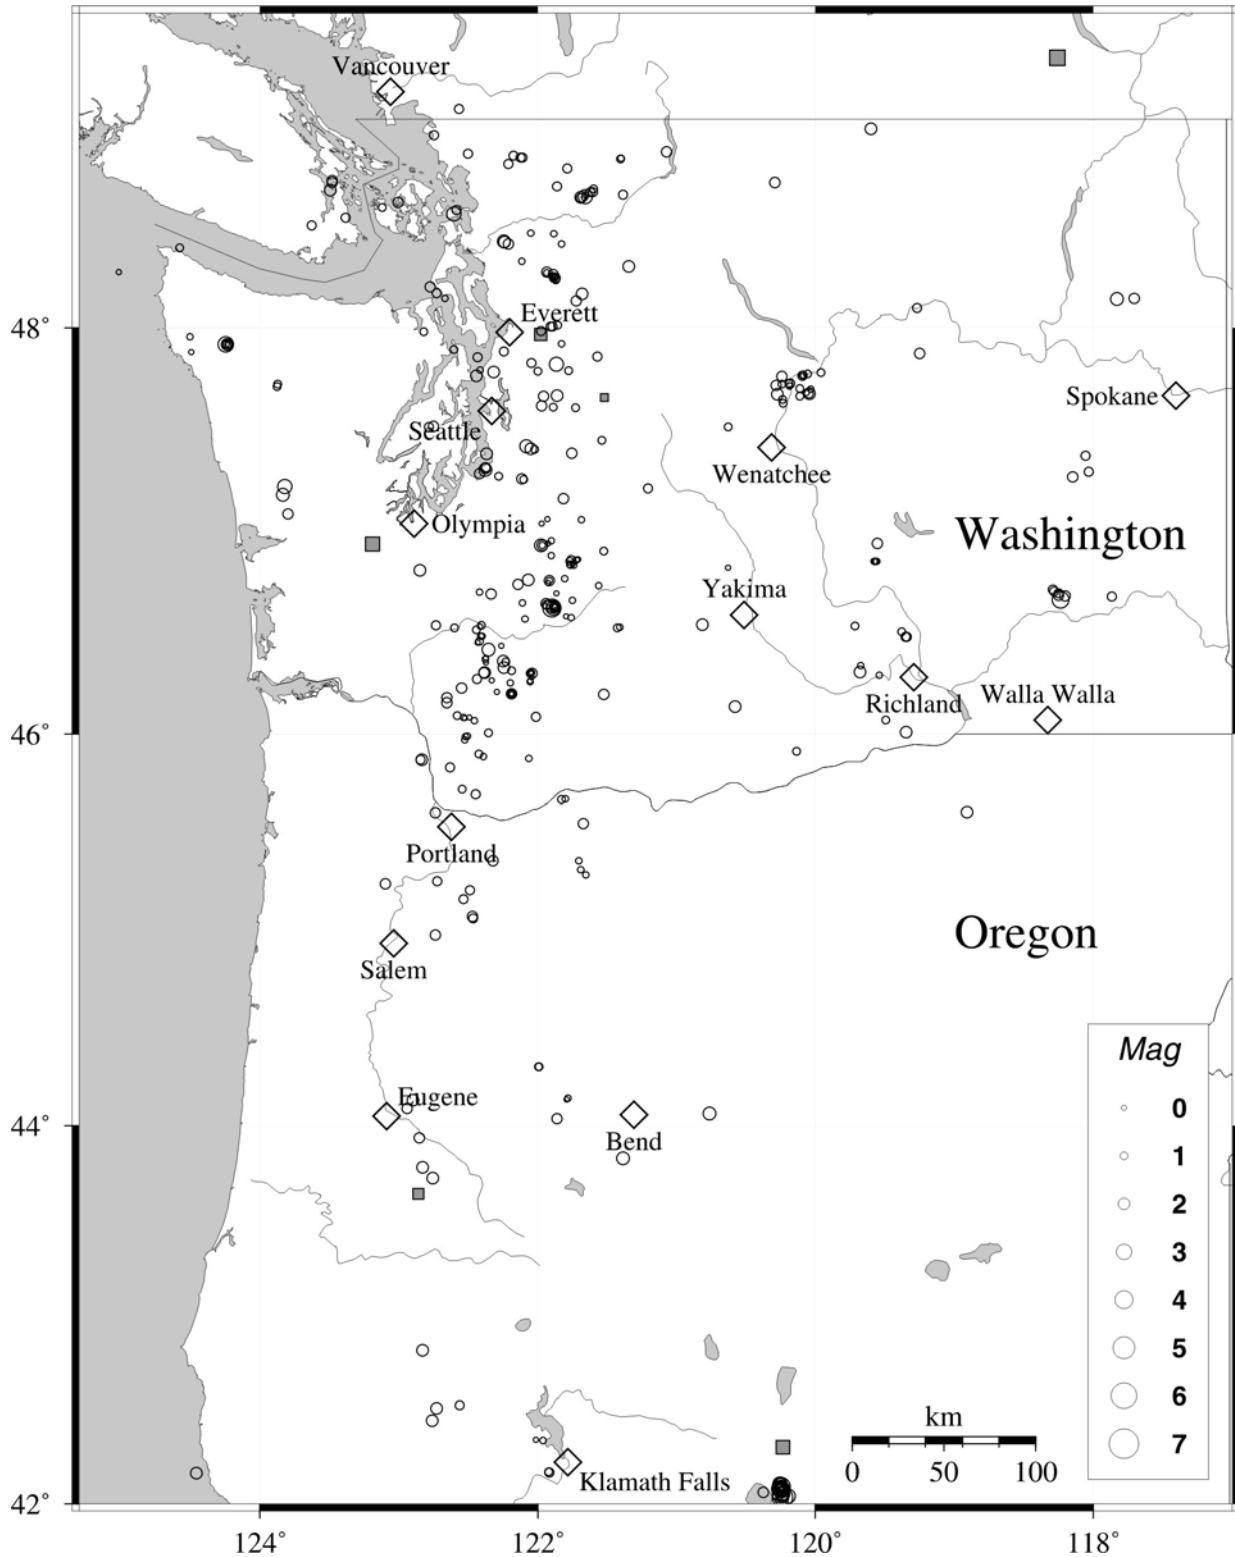 Vancouver
Everett
48°
Spokane
Seattle
Wenatchee
Olympia
Washington
Yakima
Richland
Walla Walla
46°
Portland
Oregon
Salem
Mag
Eugene
0
44°
Bend
1
2
3
4
5
6
km
7
0 50 100
Klamath Falls
42°
124° 122° 120° 118°